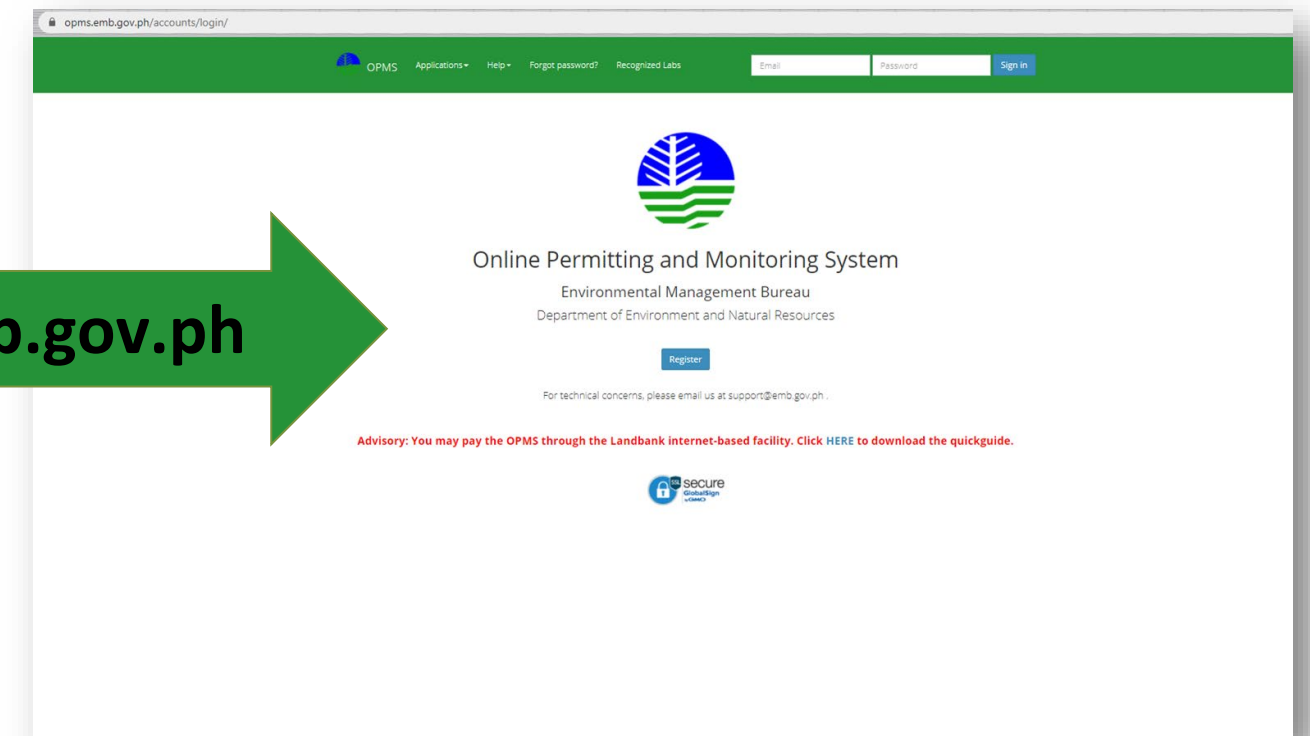 opms.emb.gov.ph/accounts/login/
OPMS Applications Help Forgot password? Recognized Labs Email Password Sign in
Online Permitting and Monitoring System
Environmental Management Bureau
Department of Environment and Natural Resources
b.gov.ph
Register
For technical concerns, please email us at support@emb.gov.ph .
Advisory: You may pay the OPMS through the Landbank internet-based facility. Click HERE to download the quickguide.
SSL secure
GlobalSign
by GMO